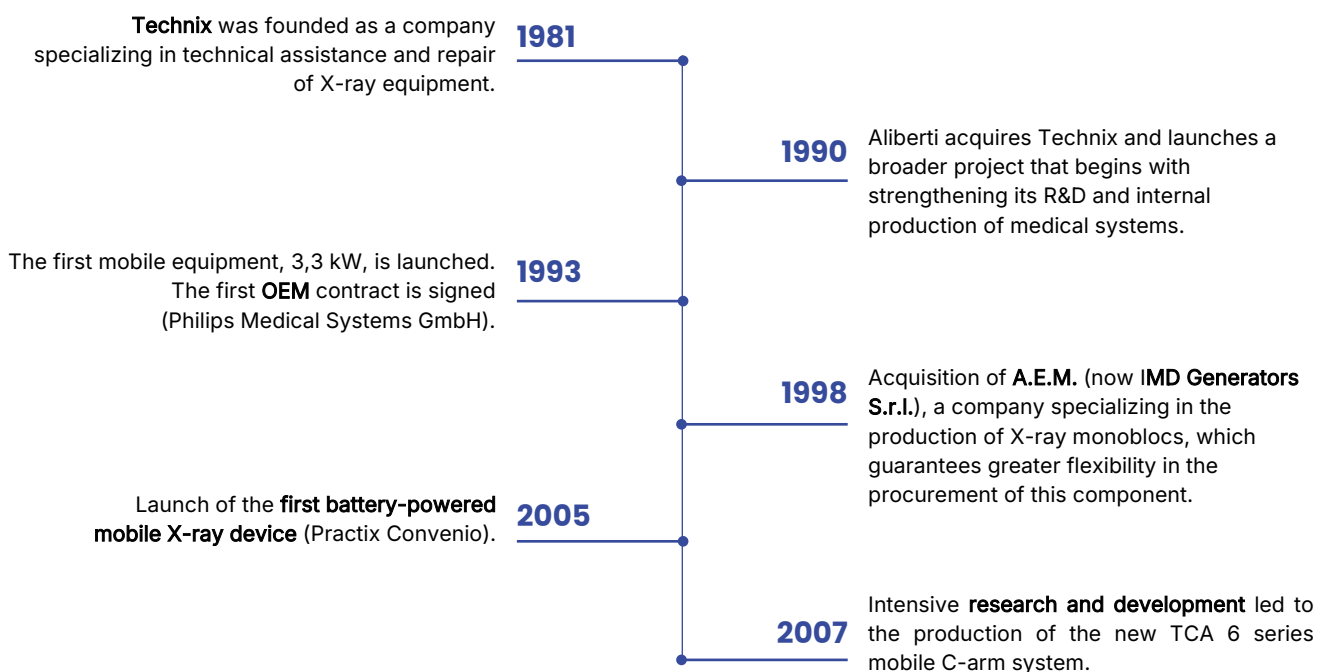 Technix was founded as a company
specializing in technical assistance and repair
of X-ray equipment.
1981
1990
Aliberti acquires Technix and launches a
broader project that begins with
strengthening its R&D and internal
production of medical systems.
The first mobile equipment, 3,3 kW, is launched.
The first OEM contract is signed
(Philips Medical Systems GmbH).
1993
1998
Acquisition of A.E.M. (now IMD Generators
S.r.l.), a company specializing in the
production of X-ray monoblocs, which
guarantees greater flexibility in the
procurement of this component.
Launch of the first battery-powered
mobile X-ray device (Practix Convenio).
2005
2007
Intensive research and development led to
the production of the new TCA 6 series
mobile C-arm system.